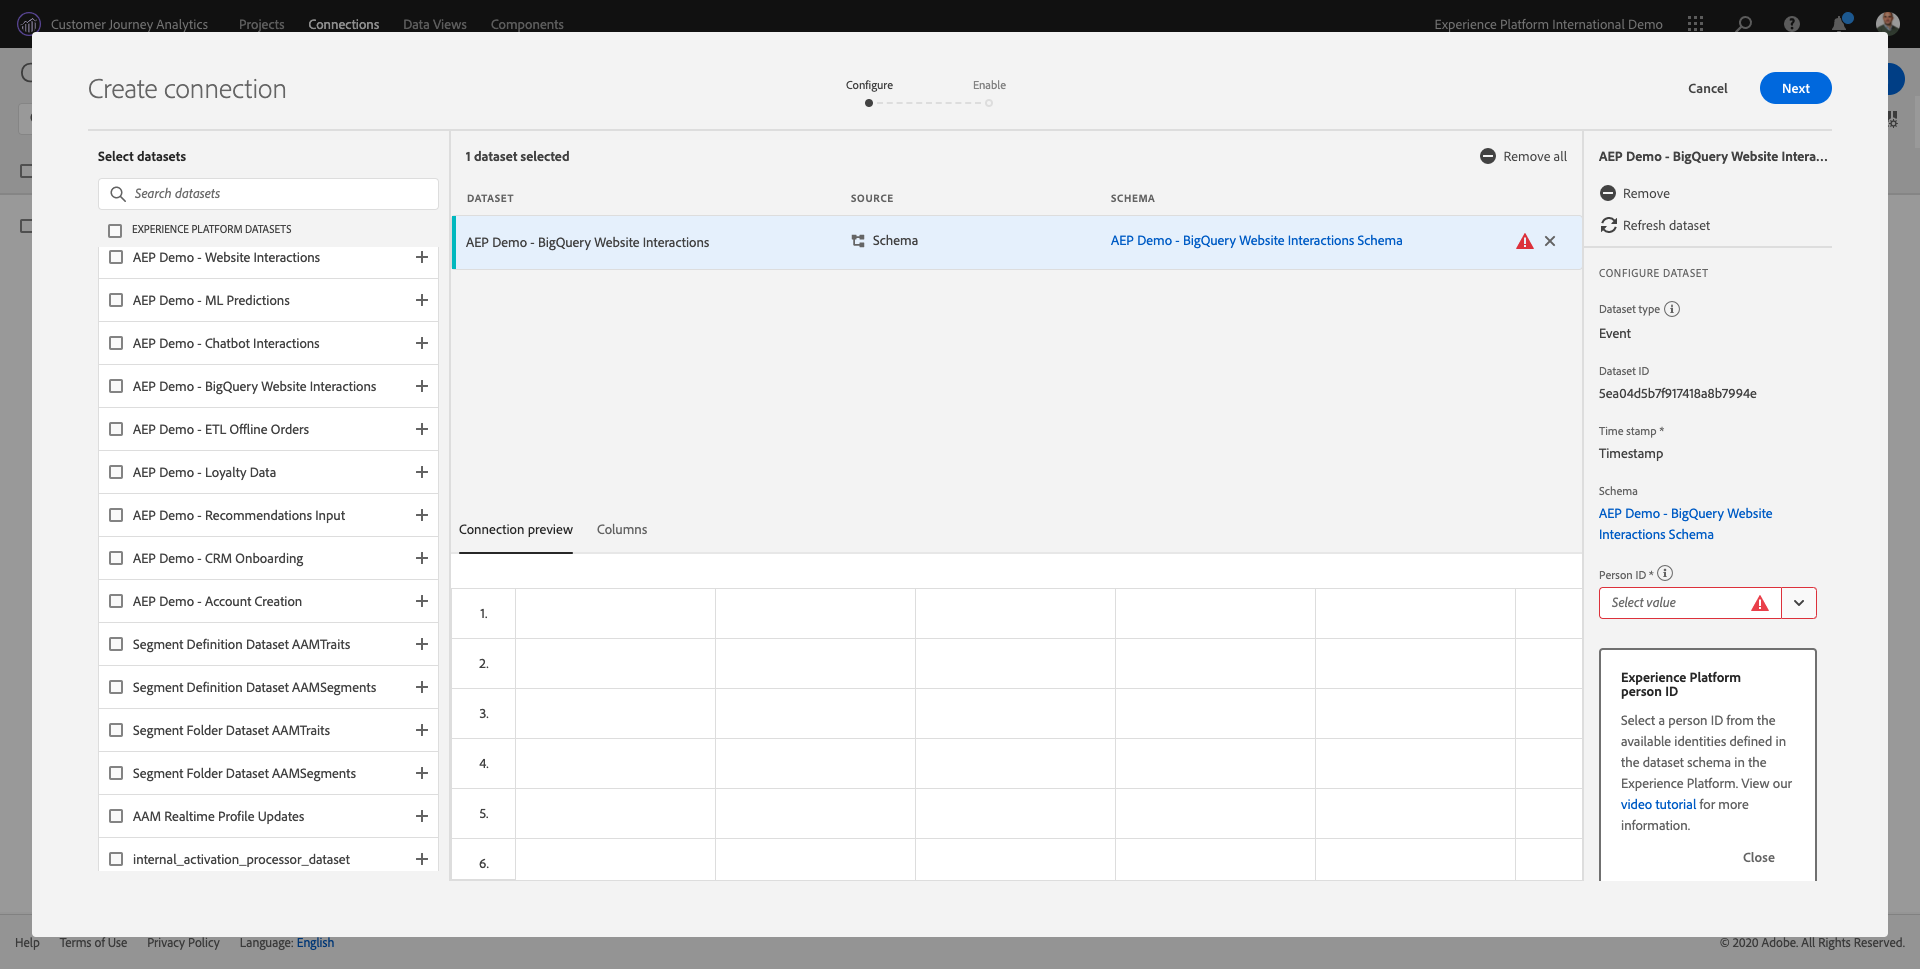 Customer Journey Analytics
Projects
Connections
Data Views
Components
Experience Platform International Demo
Create connection
Configure
Enable
Cancel
Next
Select datasets
Search datasets
EXPERIENCE PLATFORM DATASETS
AEP Demo - Website Interactions
AEP Demo - ML Predictions
AEP Demo - Chatbot Interactions
AEP Demo - BigQuery Website Interactions
AEP Demo - ETL Offline Orders
AEP Demo - Loyalty Data
AEP Demo - Recommendations Input
AEP Demo - CRM Onboarding
AEP Demo - Account Creation
Segment Definition Dataset AAMTraits
Segment Definition Dataset AAMSegments
Segment Folder Dataset AAMTraits
Segment Folder Dataset AAMSegments
AAM Realtime Profile Updates
internal_activation_processor_dataset
1 dataset selected
Remove all
DATASET
SOURCE
SCHEMA
AEP Demo - BigQuery Website Interactions
Schema
AEP Demo - BigQuery Website Interactions Schema
Connection preview
Columns
1.
2.
3.
4.
5.
6.
AEP Demo - BigQuery Website Intera...
Remove
Refresh dataset
CONFIGURE DATASET
Dataset type
Event
Dataset ID
5ea04d5b7f917418a8b7994e
Time stamp *
Timestamp
Schema
AEP Demo - BigQuery Website
Interactions Schema
Person ID *
Select value
Experience Platform
person ID
Select a person ID from the
available identities defined in
the dataset schema in the
Experience Platform. View our
video tutorial for more
information.
Close
Help
Terms of Use
Privacy Policy
Language: English
© 2020 Adobe. All Rights Reserved.